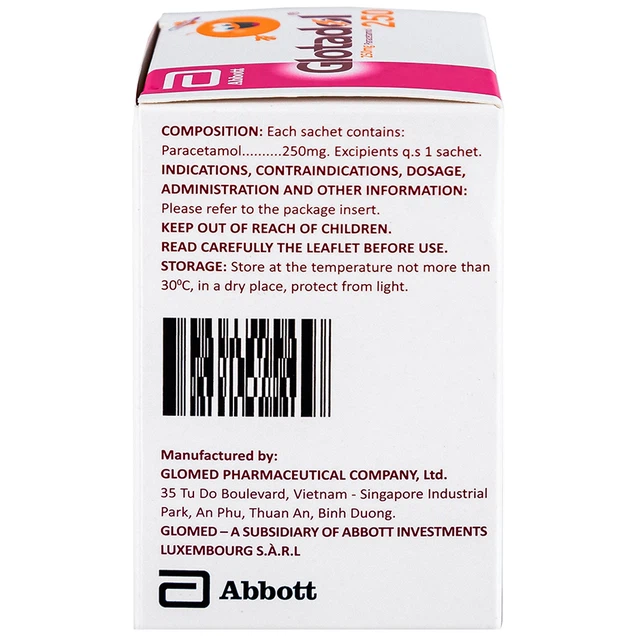 Glotadol 250
250mg Paracetamol
Abbott
COMPOSITION: Each sachet contains:
Paracetamol..........250mg. Excipients q.s 1 sachet.
INDICATIONS, CONTRAINDICATIONS, DOSAGE,
ADMINISTRATION AND OTHER INFORMATION:
Please refer to the package insert.
KEEP OUT OF REACH OF CHILDREN.
READ CAREFULLY THE LEAFLET BEFORE USE.
STORAGE: Store at the temperature not more than
30⁰C, in a dry place, protect from light.
Manufactured by:
GLOMED PHARMACEUTICAL COMPANY, Ltd.
35 Tu Do Boulevard, Vietnam - Singapore Industrial
Park, An Phu, Thuan An, Binh Duong.
GLOMED – A SUBSIDIARY OF ABBOTT INVESTMENTS
LUXEMBOURG S.À.R.L
Abbott